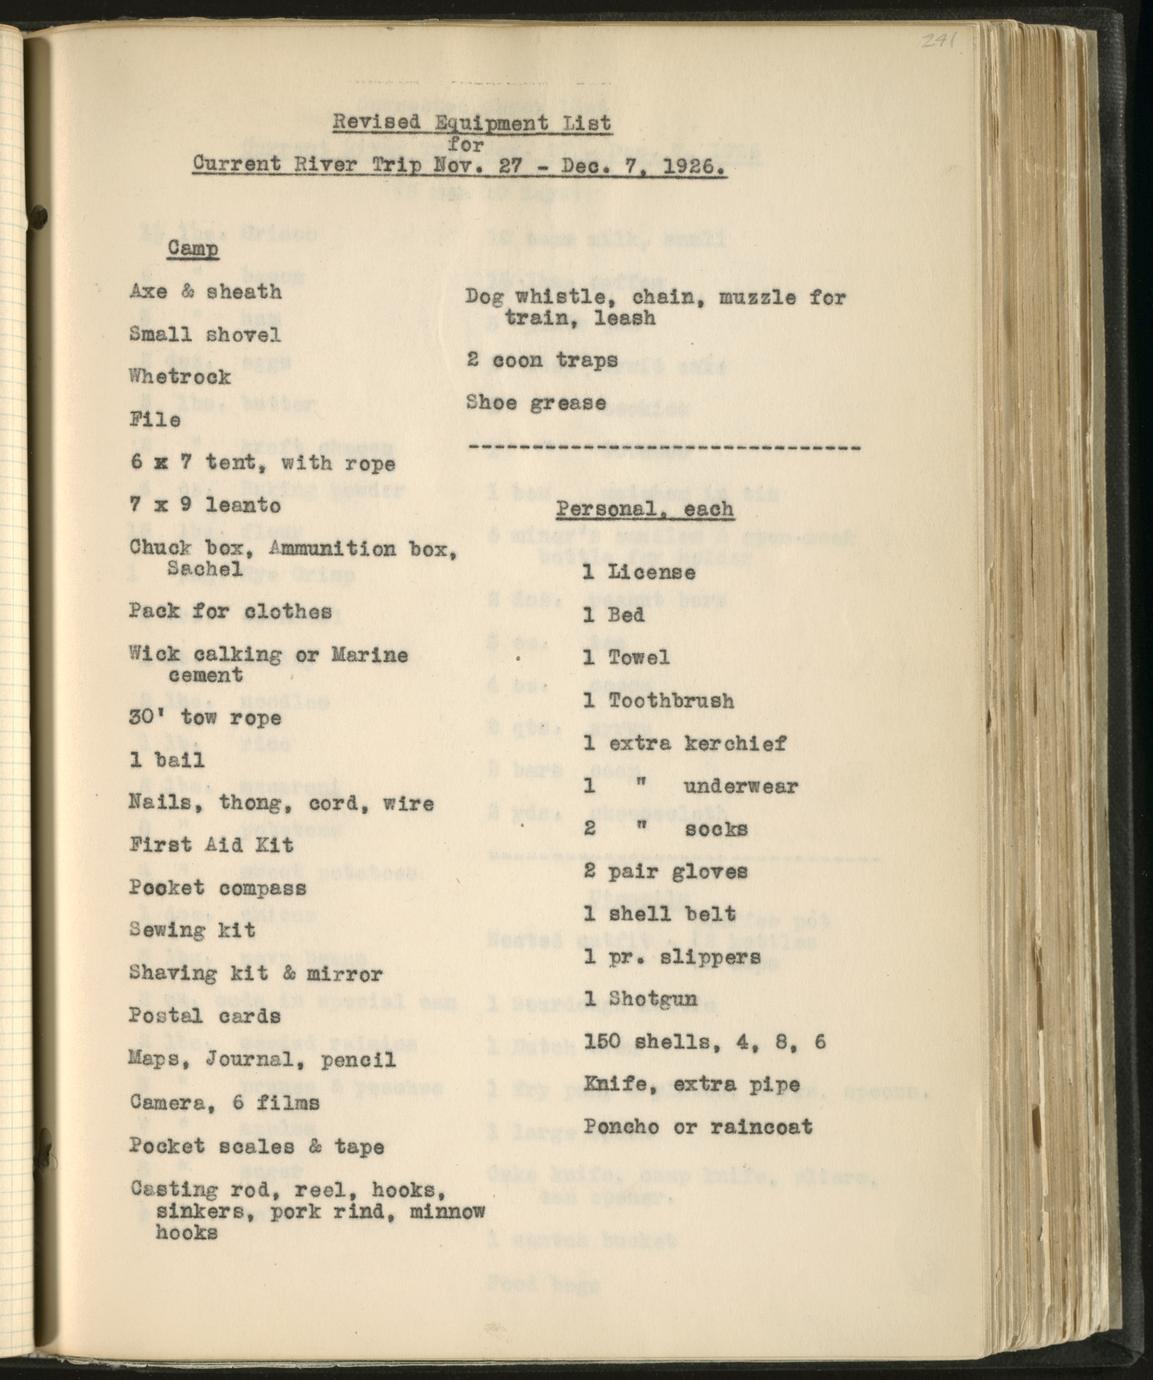 241
Revised Equipment List
for
Current River Trip Nov. 27 - Dec. 7, 1926.
Camp
Axe & sheath
Small shovel
Whetrock
File
6 x 7 tent, with rope
7 x 9 leanto
Chuck box, Ammunition box,
Sachel
Pack for clothes
Wick calking or Marine
cement
30' tow rope
1 bail
Nails, thong, cord, wire
First Aid Kit
Pocket compass
Sewing kit
Shaving kit & mirror
Postal cards
Maps, Journal, pencil
Camera, 6 films
Pocket scales & tape
Casting rod, reel, hooks,
sinkers, pork rind, minnow
hooks
Dog whistle, chain, muzzle for
train, leash
2 coon traps
Shoe grease
-------------------------------
Personal, each
1 License
1 Bed
1 Towel
1 Toothbrush
1 extra kerchief
1 " underwear
2 " socks
2 pair gloves
1 shell belt
1 pr. slippers
1 Shotgun
150 shells, 4, 8, 6
Knife, extra pipe
Poncho or raincoat